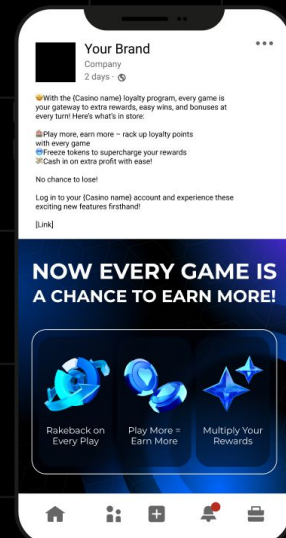 Your Brand
Company
2 days ·
😍With the {Casino name} loyalty program, every game is
your gateway to extra rewards, easy wins, and bonuses at
every turn! Here's what's in store:
🎰Play more, earn more – rack up loyalty points
with every game
🥶Freeze tokens to supercharge your rewards
💸Cash in on extra profit with ease!
No chance to lose!
Log in to your {Casino name} account and experience these
exciting new features firsthand!
[Link]
NOW EVERY GAME IS
A CHANCE TO EARN MORE!
Rakeback on
Every Play
Play More =
Earn More
Multiply Your
Rewards